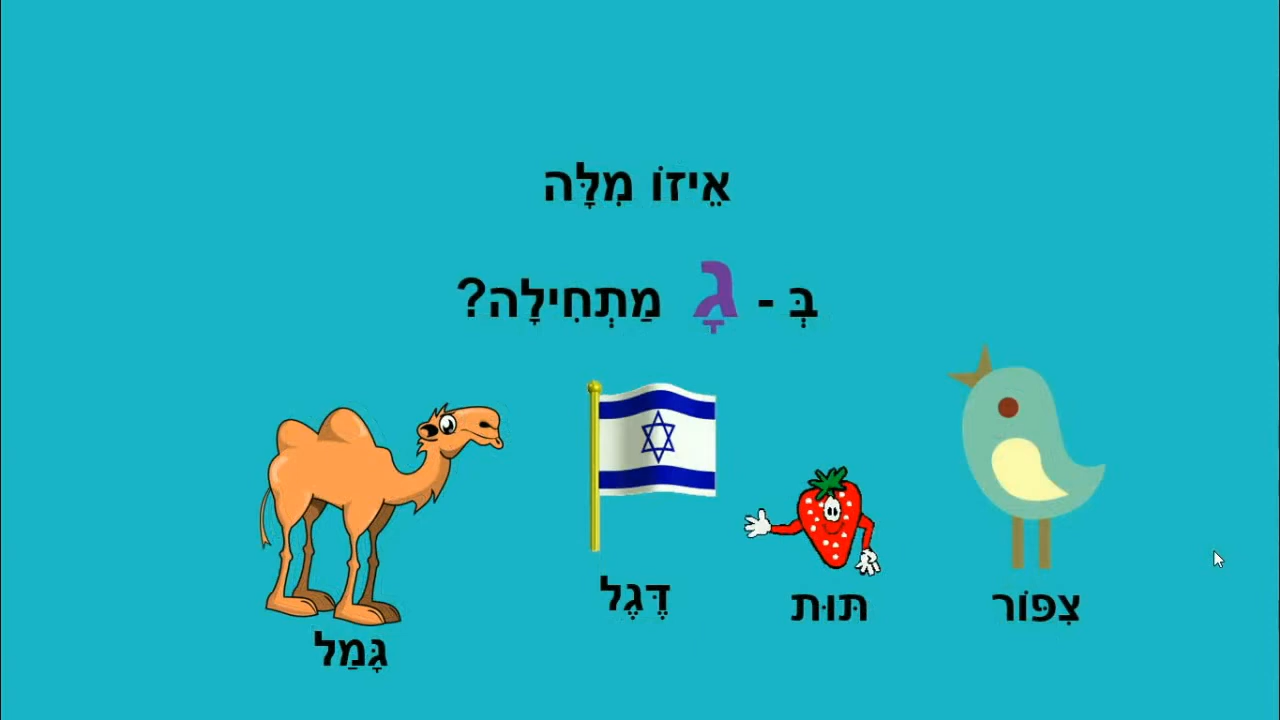 אֵיזוֹ מִלָּה
בְּ - גָ מַתְחִילָה?
צִפּוֹר
תּוּת
דֶּגֶל
גָּמַל